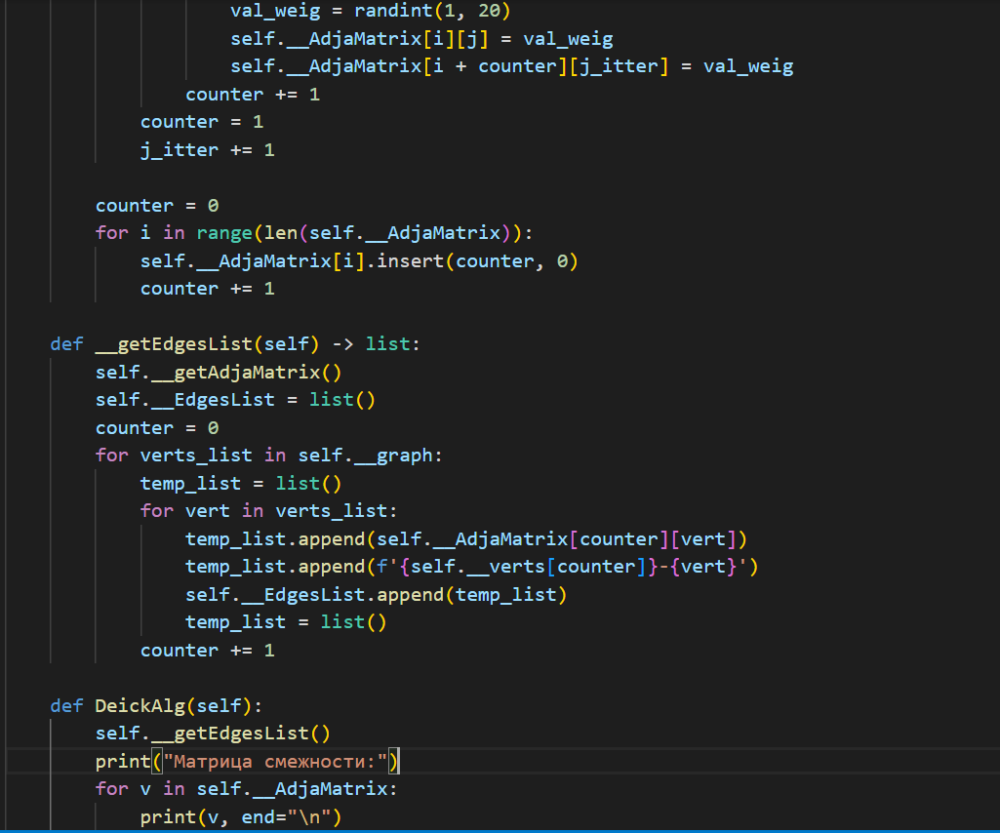 val_weig = randint(1, 20)
self.__AdjaMatrix[i][j] = val_weig
self.__AdjaMatrix[i + counter][j_itter] = val_weig
counter += 1
counter = 1
j_itter += 1
counter = 0
for i in range(len(self.__AdjaMatrix)):
self.__AdjaMatrix[i].insert(counter, 0)
counter += 1
def __getEdgesList(self) -> list:
self.__getAdjaMatrix()
self.__EdgesList = list()
counter = 0
for verts_list in self.__graph:
temp_list = list()
for vert in verts_list:
temp_list.append(self.__AdjaMatrix[counter][vert])
temp_list.append(f'{self.__verts[counter]}-{vert}')
self.__EdgesList.append(temp_list)
temp_list = list()
counter += 1
def DeickAlg(self):
self.__getEdgesList()
print("Матрица смежности:")
for v in self.__AdjaMatrix:
print(v, end="\n")